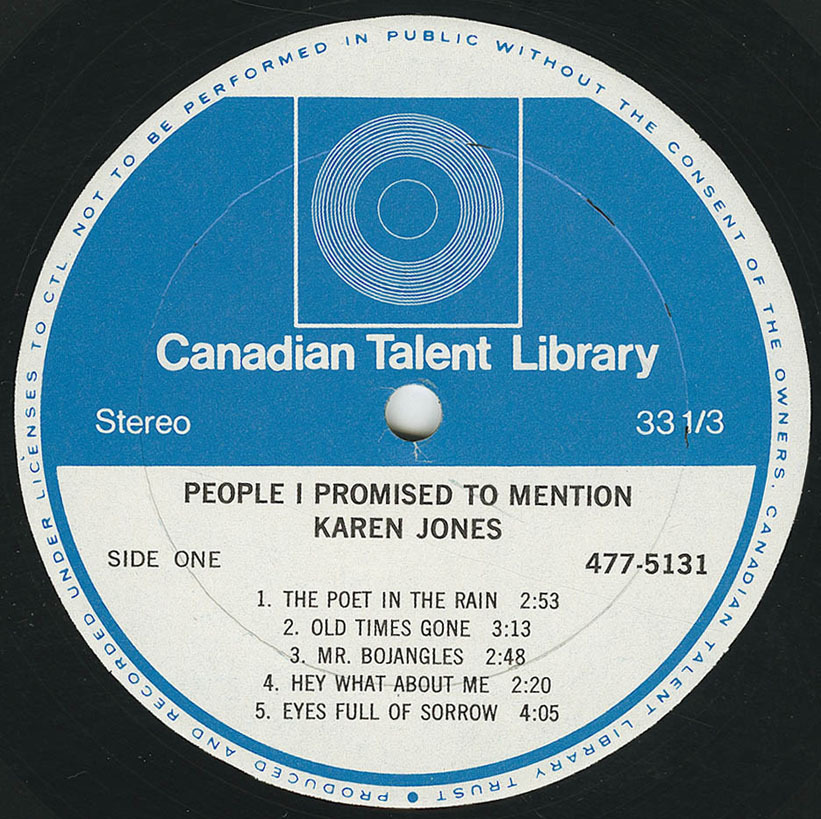 PRODUCED AND RECORDED UNDER LICENSES TO CTL. NOT TO BE PERFORMED IN PUBLIC WITHOUT THE CONSENT OF THE OWNERS, CANADIAN TALENT LIBRARY TRUST
Canadian Talent Library
Stereo 33 1/3
PEOPLE I PROMISED TO MENTION
KAREN JONES
SIDE ONE 477-5131
1. THE POET IN THE RAIN 2:53
2. OLD TIMES GONE 3:13
3. MR. BOJANGLES 2:48
4. HEY WHAT ABOUT ME 2:20
5. EYES FULL OF SORROW 4:05